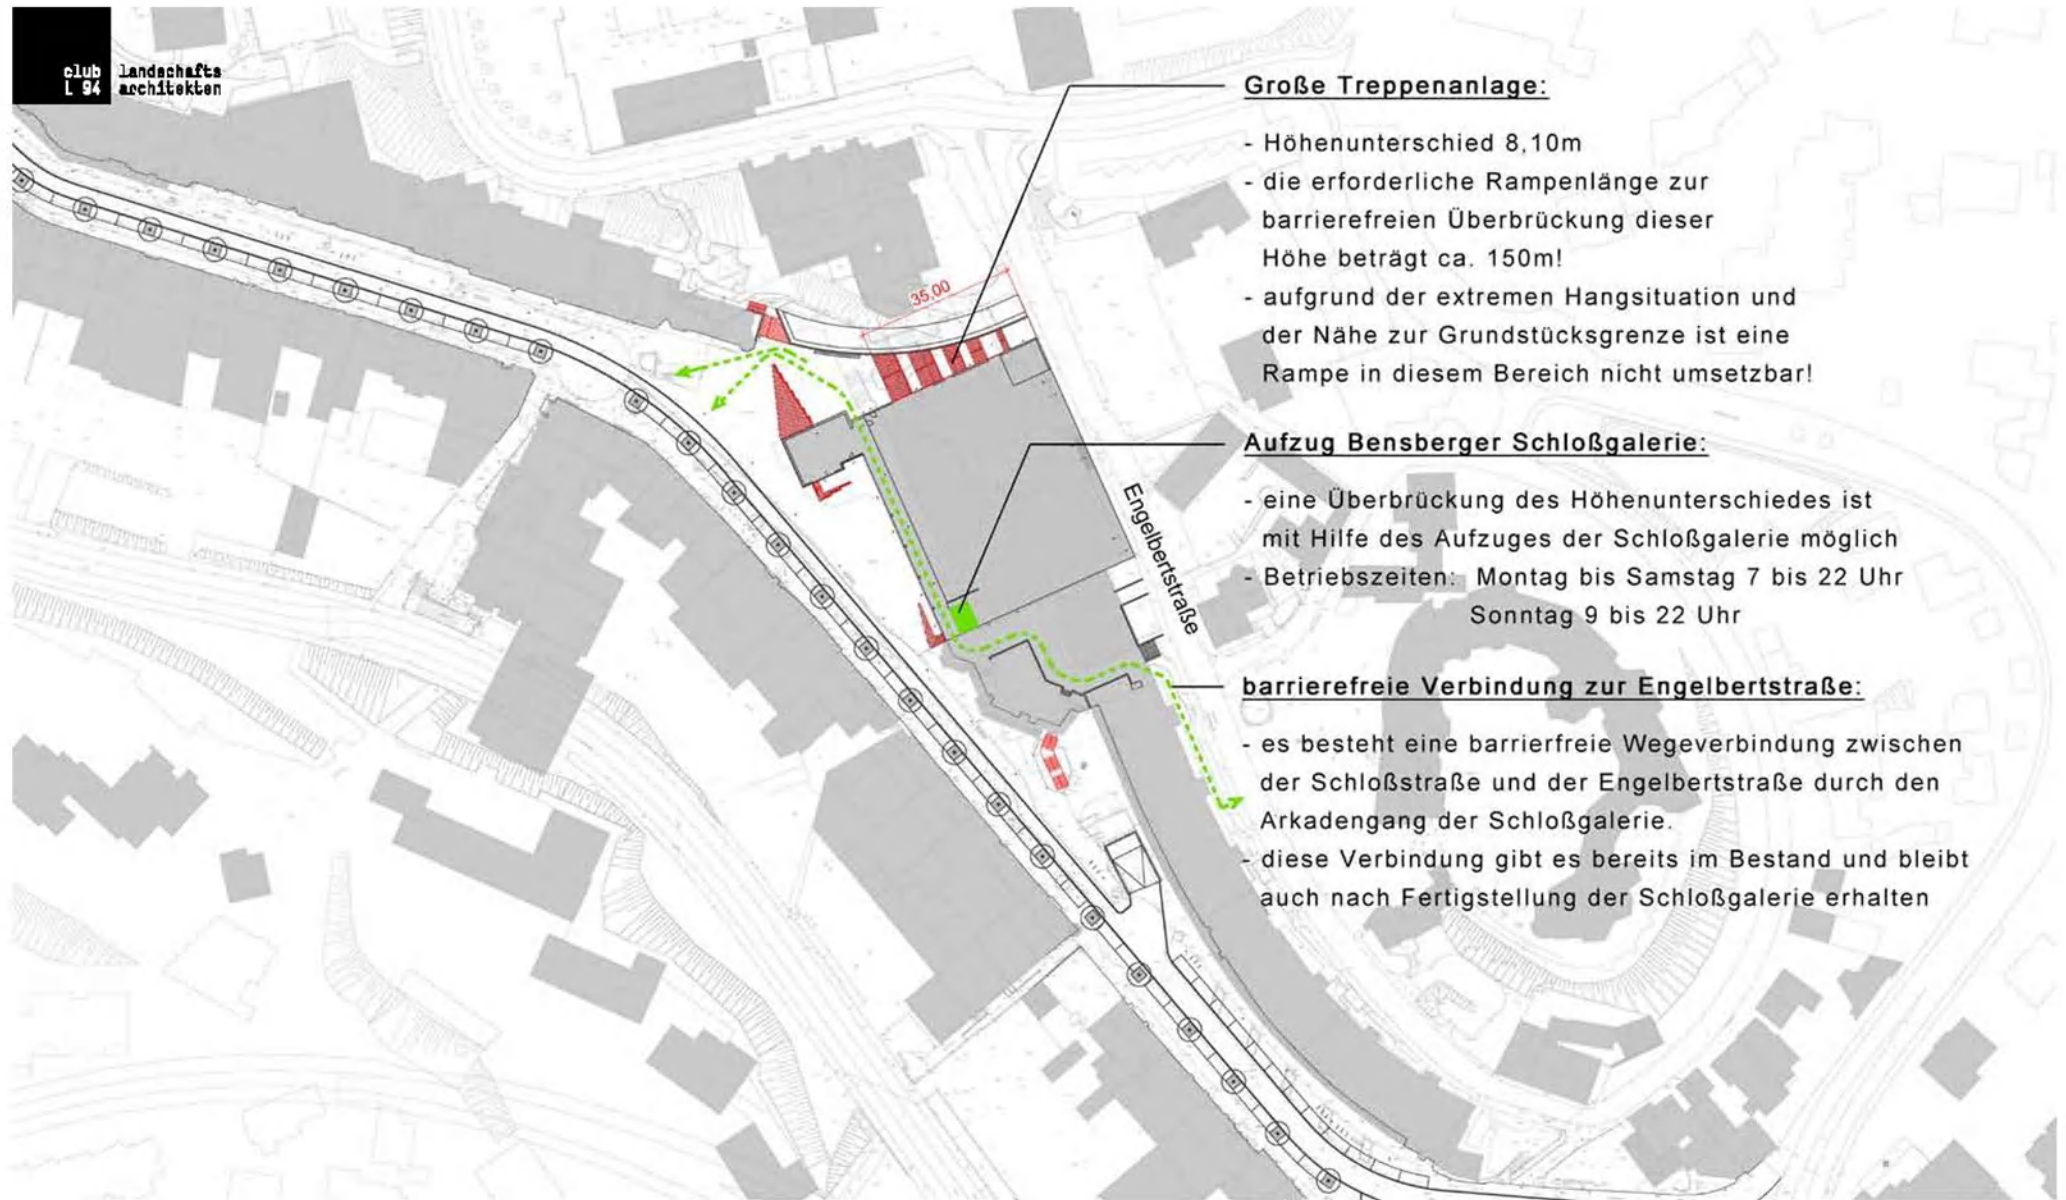 club landschafts
L 94 architekten
Große Treppenanlage:
- Höhenunterschied 8,10m
- die erforderliche Rampenlänge zur
barrierefreien Überbrückung dieser
Höhe beträgt ca. 150m!
- aufgrund der extremen Hangsituation und
der Nähe zur Grundstücksgrenze ist eine
Rampe in diesem Bereich nicht umsetzbar!
35,00
Aufzug Bensberger Schloßgalerie:
- eine Überbrückung des Höhenunterschiedes ist
mit Hilfe des Aufzuges der Schloßgalerie möglich
- Betriebszeiten: Montag bis Samstag 7 bis 22 Uhr
Sonntag 9 bis 22 Uhr
Engelbertstraße
barrierefreie Verbindung zur Engelbertstraße:
- es besteht eine barrierfreie Wegeverbindung zwischen
der Schloßstraße und der Engelbertstraße durch den
Arkadengang der Schloßgalerie.
- diese Verbindung gibt es bereits im Bestand und bleibt
auch nach Fertigstellung der Schloßgalerie erhalten